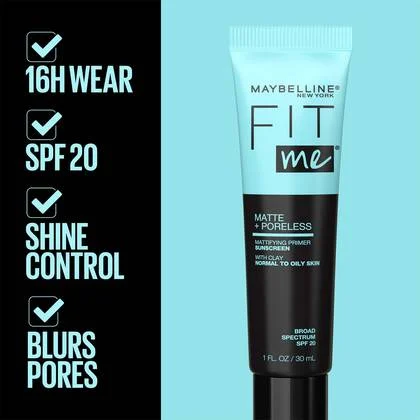 16H WEAR
SPF 20
SHINE
CONTROL
BLURS
PORES
MAYBELLINE®
NEW YORK
FIT
me®
MATTE
+ PORELESS
MATTIFYING PRIMER
SUNSCREEN
WITH CLAY
NORMAL TO OILY SKIN
BROAD
SPECTRUM
SPF 20
1 FL. OZ / 30 mL